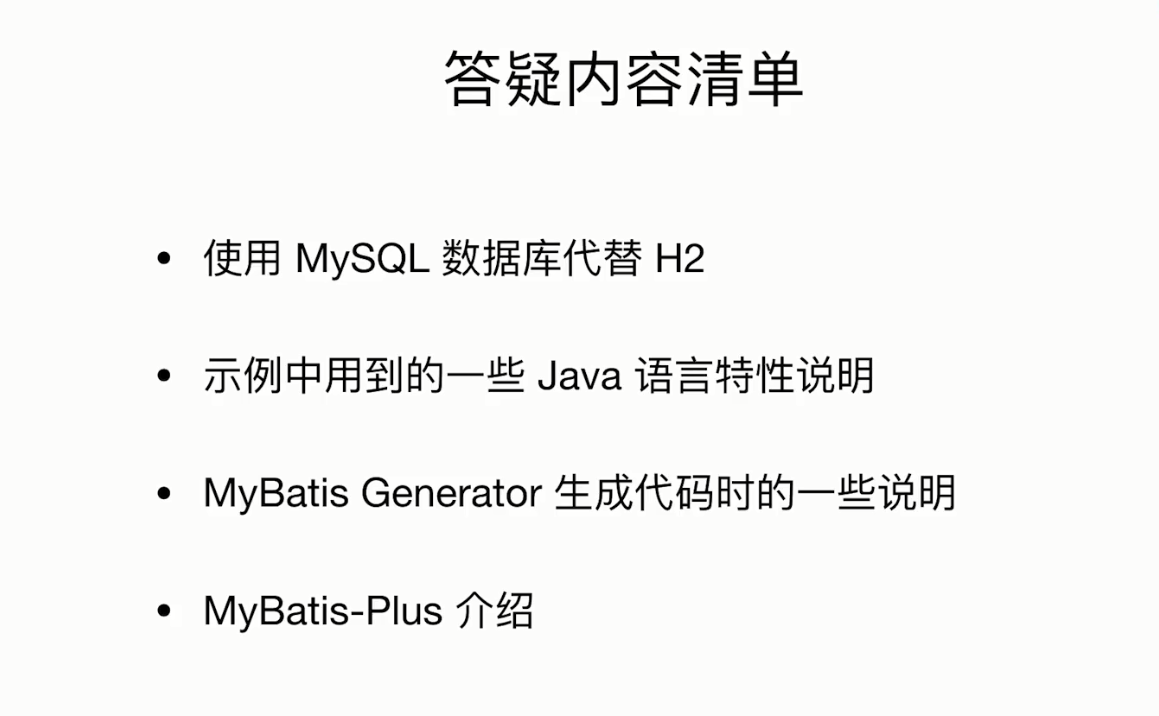 答疑内容清单
• 使用 MySQL 数据库代替 H2
• 示例中用到的一些 Java 语言特性说明
• MyBatis Generator 生成代码时的一些说明
• MyBatis-Plus 介绍